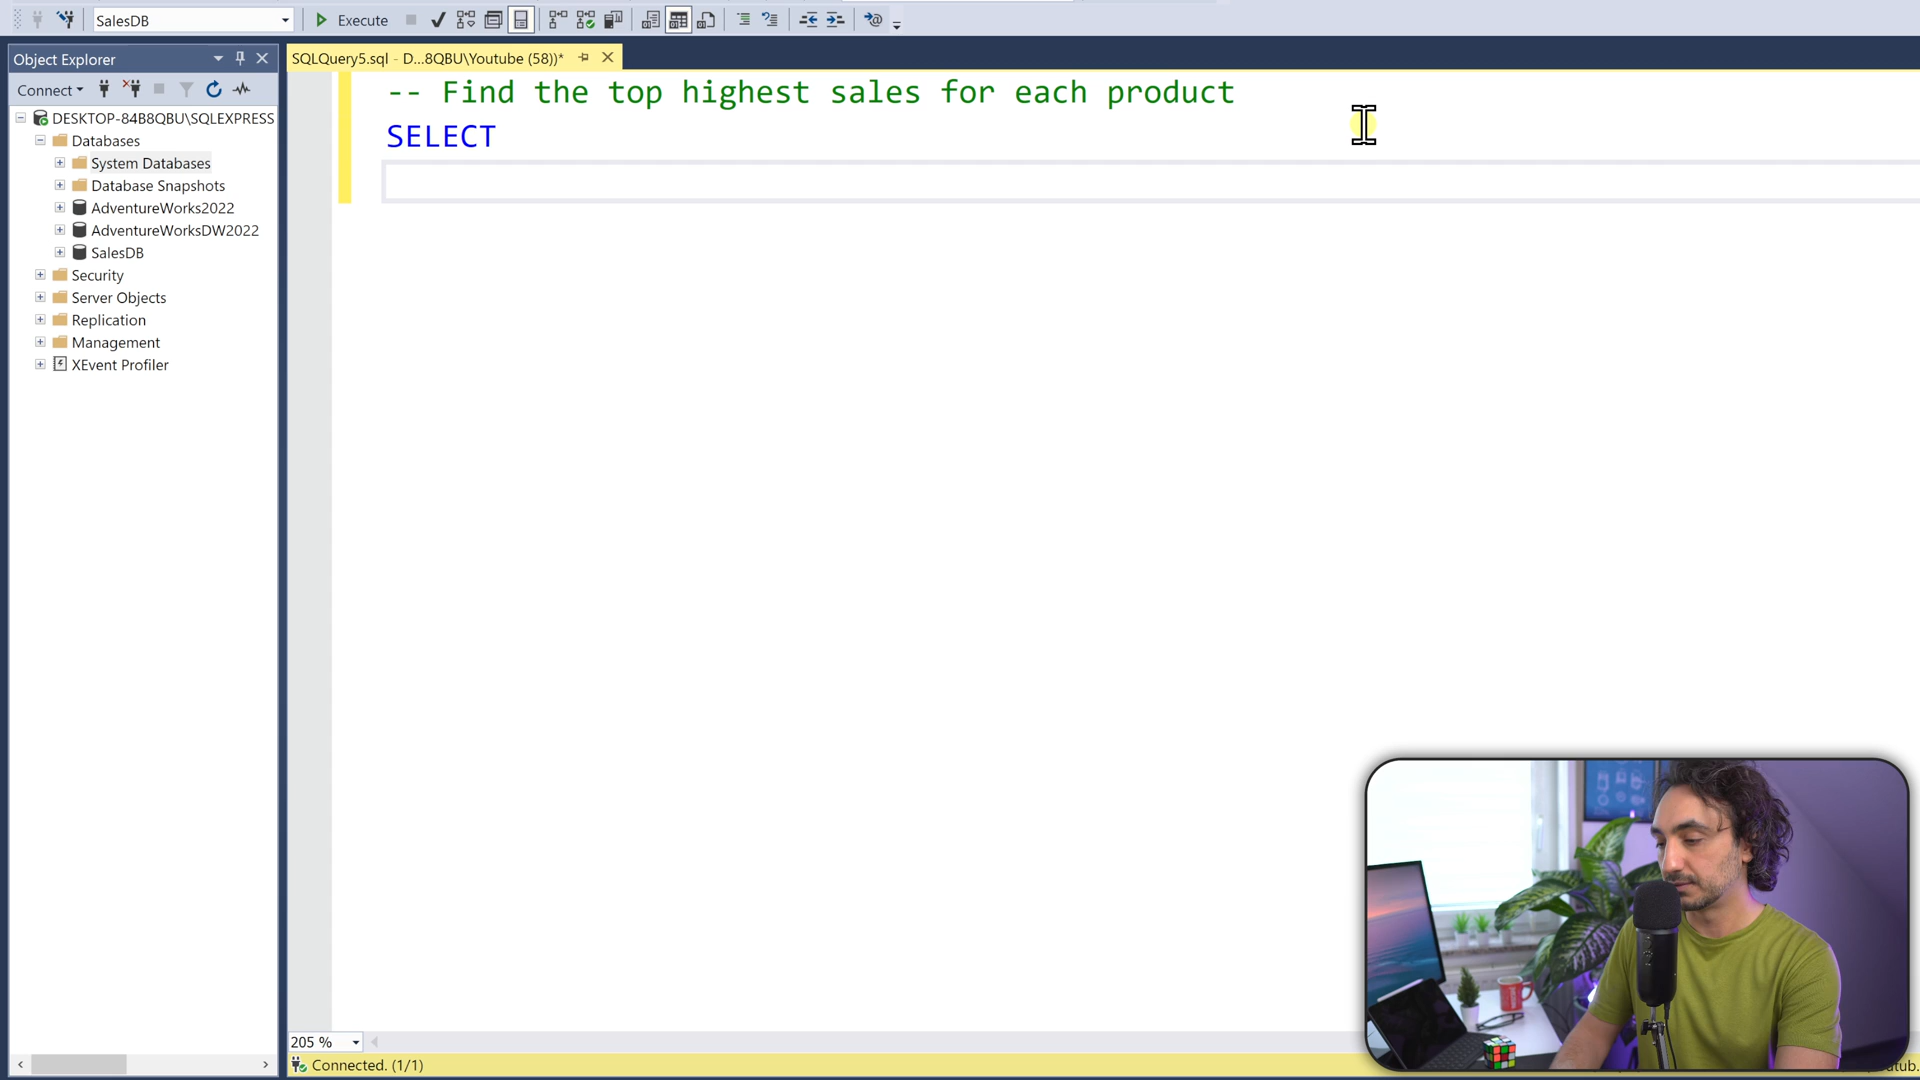 SalesDB
Execute
Object Explorer
SQLQuery5.sql - D...8QBU\Youtube (58))*
Connect
-- Find the top highest sales for each product
SELECT
DESKTOP-84B8QBU\SQLEXPRESS
Databases
System Databases
Database Snapshots
AdventureWorks2022
AdventureWorksDW2022
SalesDB
Security
Server Objects
Replication
Management
XEvent Profiler
205 %
Connected. (1/1)